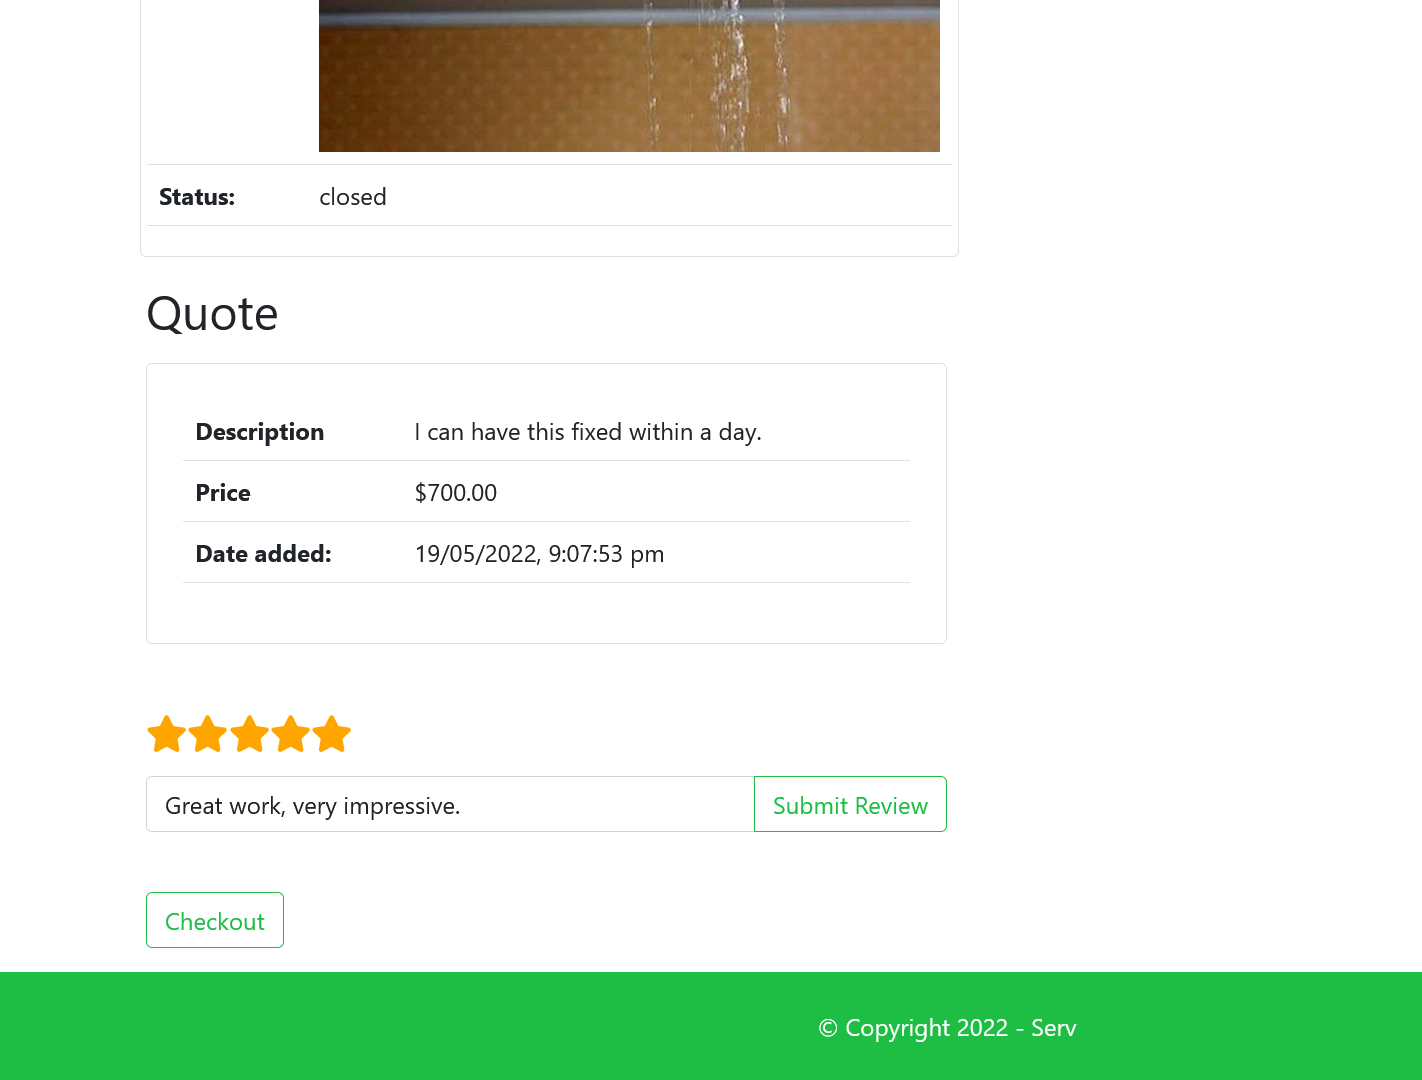 Status: closed
Quote
Description I can have this fixed within a day.
Price $700.00
Date added: 19/05/2022, 9:07:53 pm
Great work, very impressive. Submit Review
Checkout
© Copyright 2022 - Serv